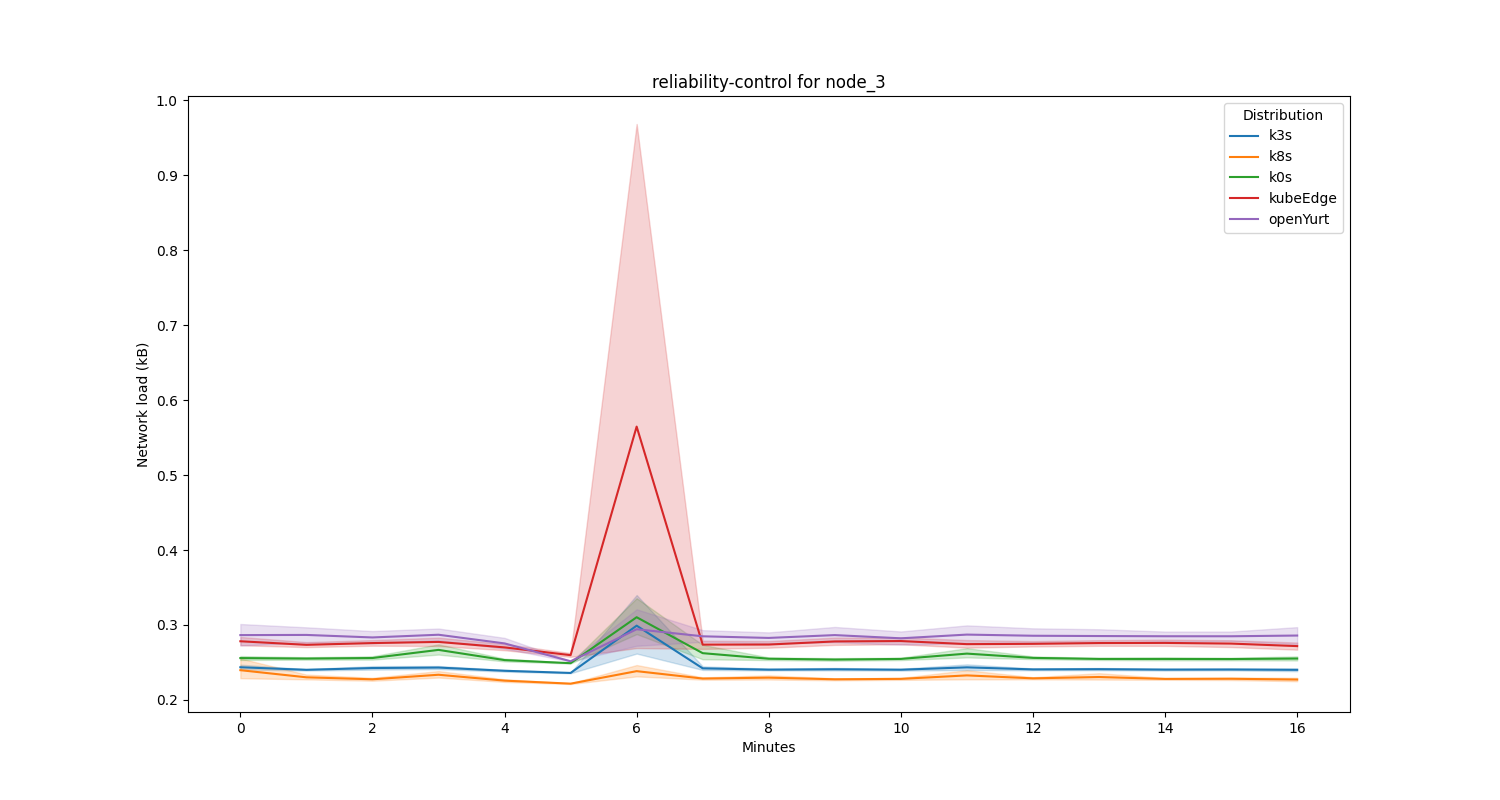 reliability-control for node_3
Network load (kB)
1.0
0.9
0.8
0.7
0.6
0.5
0.4
0.3
0.2
0 2 4 6 8 10 12 14 16
Minutes
Distribution
k3s
k8s
k0s
kubeEdge
openYurt